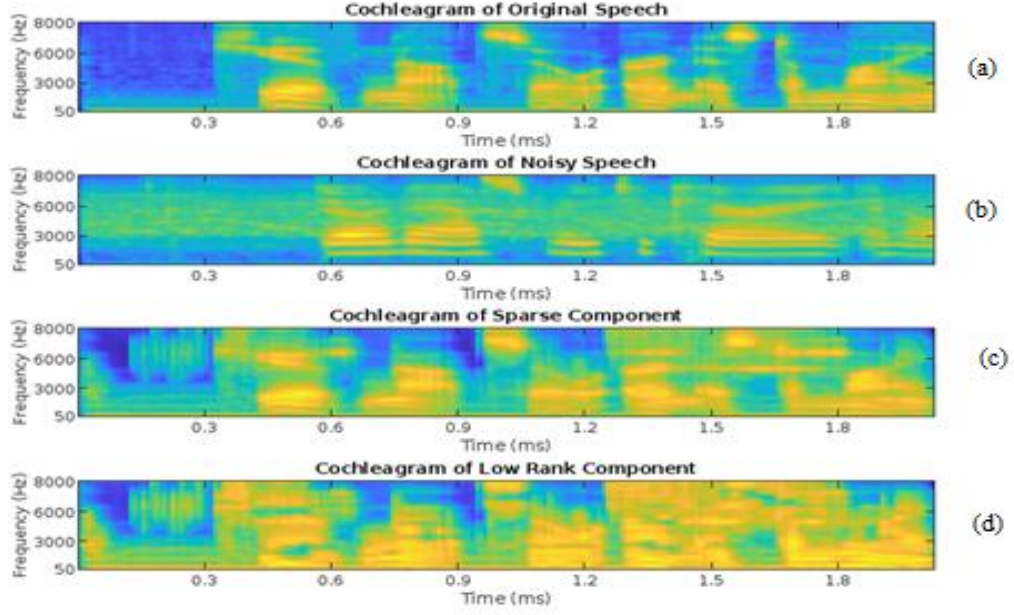 Cochleagram of Original Speech
Frequency (Hz)
8000
6000
3000
50
0.3 0.6 0.9 1.2 1.5 1.8
Time (ms)
(a)
Cochleagram of Noisy Speech
Frequency (Hz)
8000
6000
3000
50
0.3 0.6 0.9 1.2 1.5 1.8
Time (ms)
(b)
Cochleagram of Sparse Component
Frequency (Hz)
8000
6000
3000
50
0.3 0.6 0.9 1.2 1.5 1.8
Time (ms)
(c)
Cochleagram of Low Rank Component
Frequency (Hz)
8000
6000
3000
50
0.3 0.6 0.9 1.2 1.5 1.8
Time (ms)
(d)